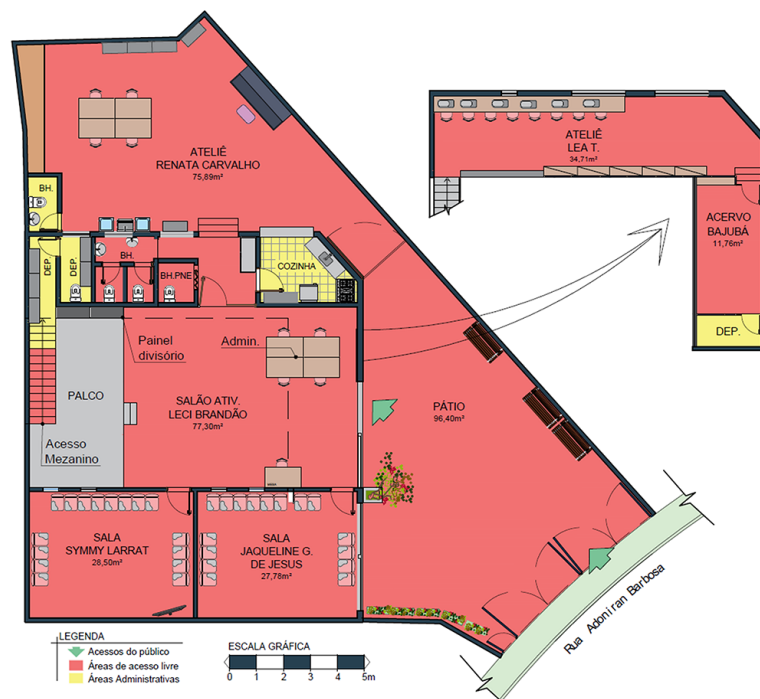 ATELIÊ
RENATA CARVALHO
75,89m²
ATELIÊ
LEA T.
34,71m²
ACERVO
BAJUBÁ
11,76m²
DEP.
BH.
DEP.
DEP.
BH.
BH.PNE
COZINHA
Painel
divisório
Admin.
PALCO
SALÃO ATIV.
LECI BRANDÃO
77,30m²
PÁTIO
96,40m²
Acesso
Mezanino
SALA
SYMMY LARRAT
28,50m²
SALA
JAQUELINE G.
DE JESUS
27,78m²
Rua Adoniran Barbosa
LEGENDA
Acessos do público
Áreas de acesso livre
Áreas Administrativas
ESCALA GRÁFICA
0 1 2 3 4 5m